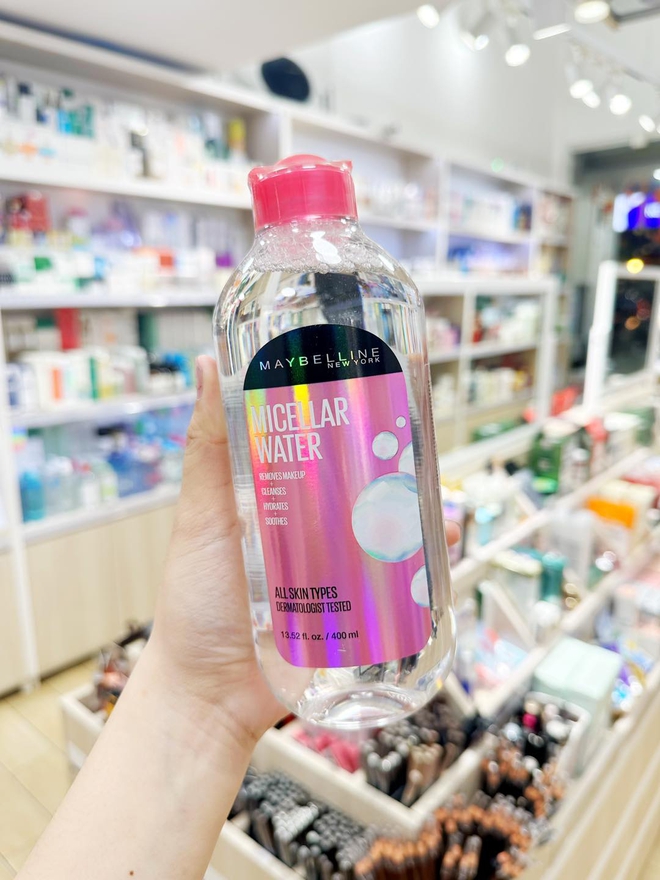 MAYBELLINE
NEW YORK
MICELLAR
WATER
REMOVES MAKEUP
+
CLEANSES
+
HYDRATES
+
SOOTHES
ALL SKIN TYPES
DERMATOLOGIST TESTED
13.52 fl. oz. / 400 ml